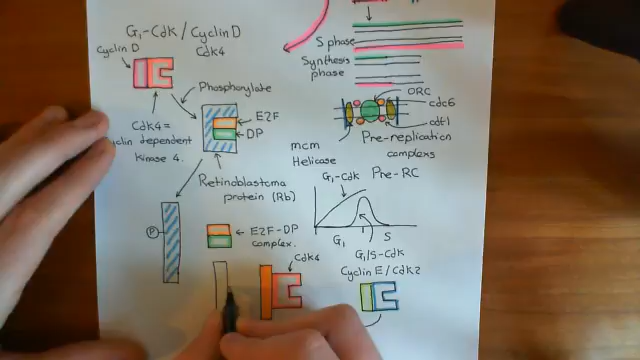 G₁-Cdk / Cyclin D
Cdk4
Cyclin D
Phosphorylate
E2F
DP
Cdk4 =
cyclin dependent
kinase 4.
Retinoblastoma
protein (Rb)
P
E2F-DP
complex.
Cdk4
S phase
Synthesis
phase
ORC
cdc6
cdt1
Pre-replication
complexes
mcm
Helicase
G₁-Cdk
Pre-RC
G₁
S
G₁/S-Cdk
Cyclin E / Cdk2